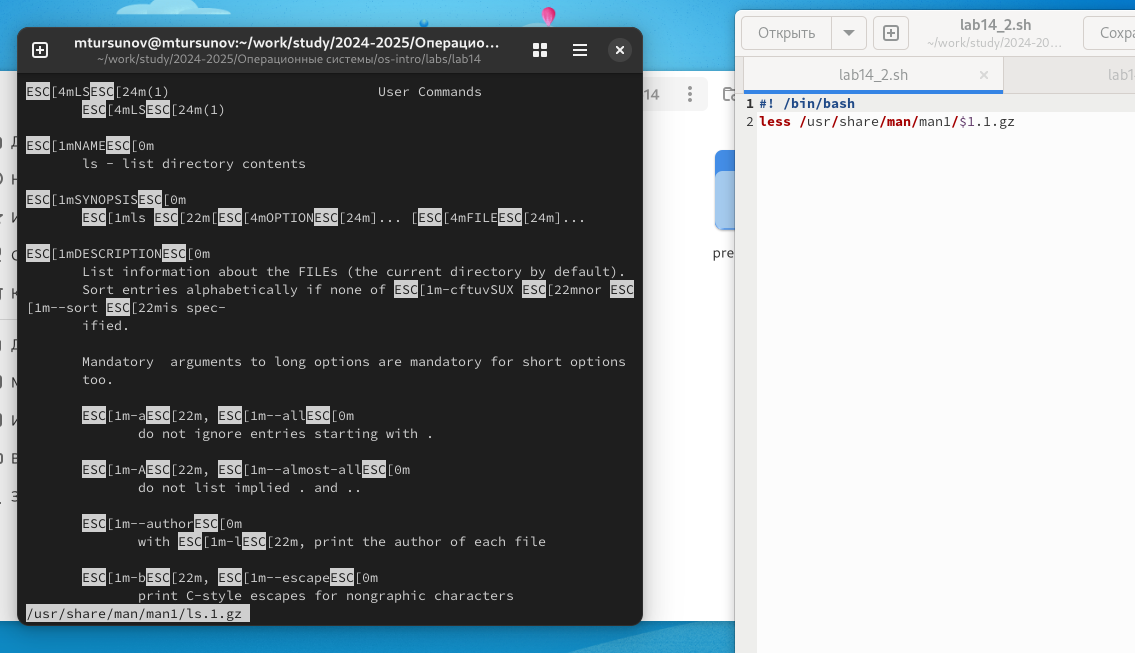 mtursunov@mtursunov:~/work/study/2024-2025/Операцио...
~/work/study/2024-2025/Операционные системы/os-intro/labs/lab14
ESC[4mLSESC[24m(1)                          User Commands
       ESC[4mLSESC[24m(1)
ESC[1mNAMEESC[0m
       ls - list directory contents
ESC[1mSYNOPSISESC[0m
       ESC[1mls ESC[22m[ESC[4mOPTIONESC[24m]... [ESC[4mFILEESC[24m]...
ESC[1mDESCRIPTIONESC[0m
       List information about the FILEs (the current directory by default).
       Sort entries alphabetically if none of ESC[1m-cftuvSUX ESC[22mnor ESC
[1m--sort ESC[22mis spec-
       ified.
       Mandatory  arguments to long options are mandatory for short options
       too.
       ESC[1m-aESC[22m, ESC[1m--allESC[0m
              do not ignore entries starting with .
       ESC[1m-AESC[22m, ESC[1m--almost-allESC[0m
              do not list implied . and ..
       ESC[1m--authorESC[0m
              with ESC[1m-lESC[22m, print the author of each file
       ESC[1m-bESC[22m, ESC[1m--escapeESC[0m
              print C-style escapes for nongraphic characters
/usr/share/man/man1/ls.1.gz
14
pre
Открыть
lab14_2.sh
~/work/study/2024-20...
Сохра
lab14_2.sh
lab1
1 #! /bin/bash
2 less /usr/share/man/man1/$1.1.gz